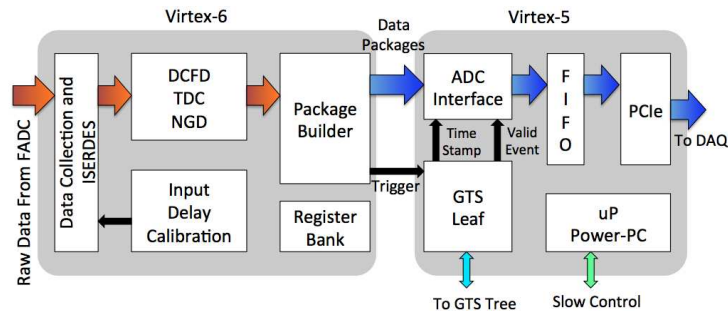 Virtex-6
Virtex-5
Raw Data From FADC
Data Collection and
ISERDES
DCFD
TDC
NGD
Input
Delay
Calibration
Package
Builder
Register
Bank
Data
Packages
Trigger
ADC
Interface
Time
Stamp
Valid
Event
GTS
Leaf
F
I
F
O
PCIe
To DAQ
uP
Power-PC
To GTS Tree
Slow Control